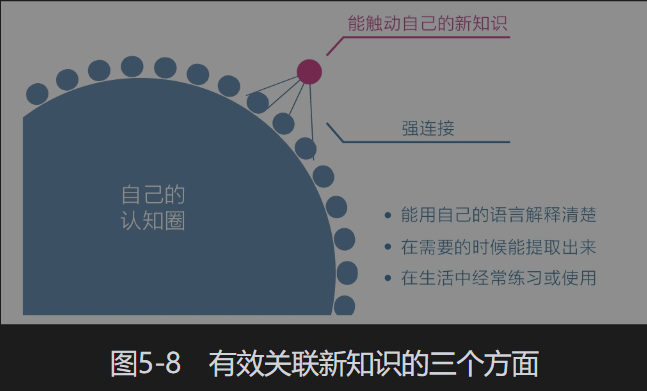 能触动自己的新知识
强连接
自己的
认知圈
能用自己的语言解释清楚
在需要的时候能提取出来
在生活中经常练习或使用
图5-8 有效关联新知识的三个方面